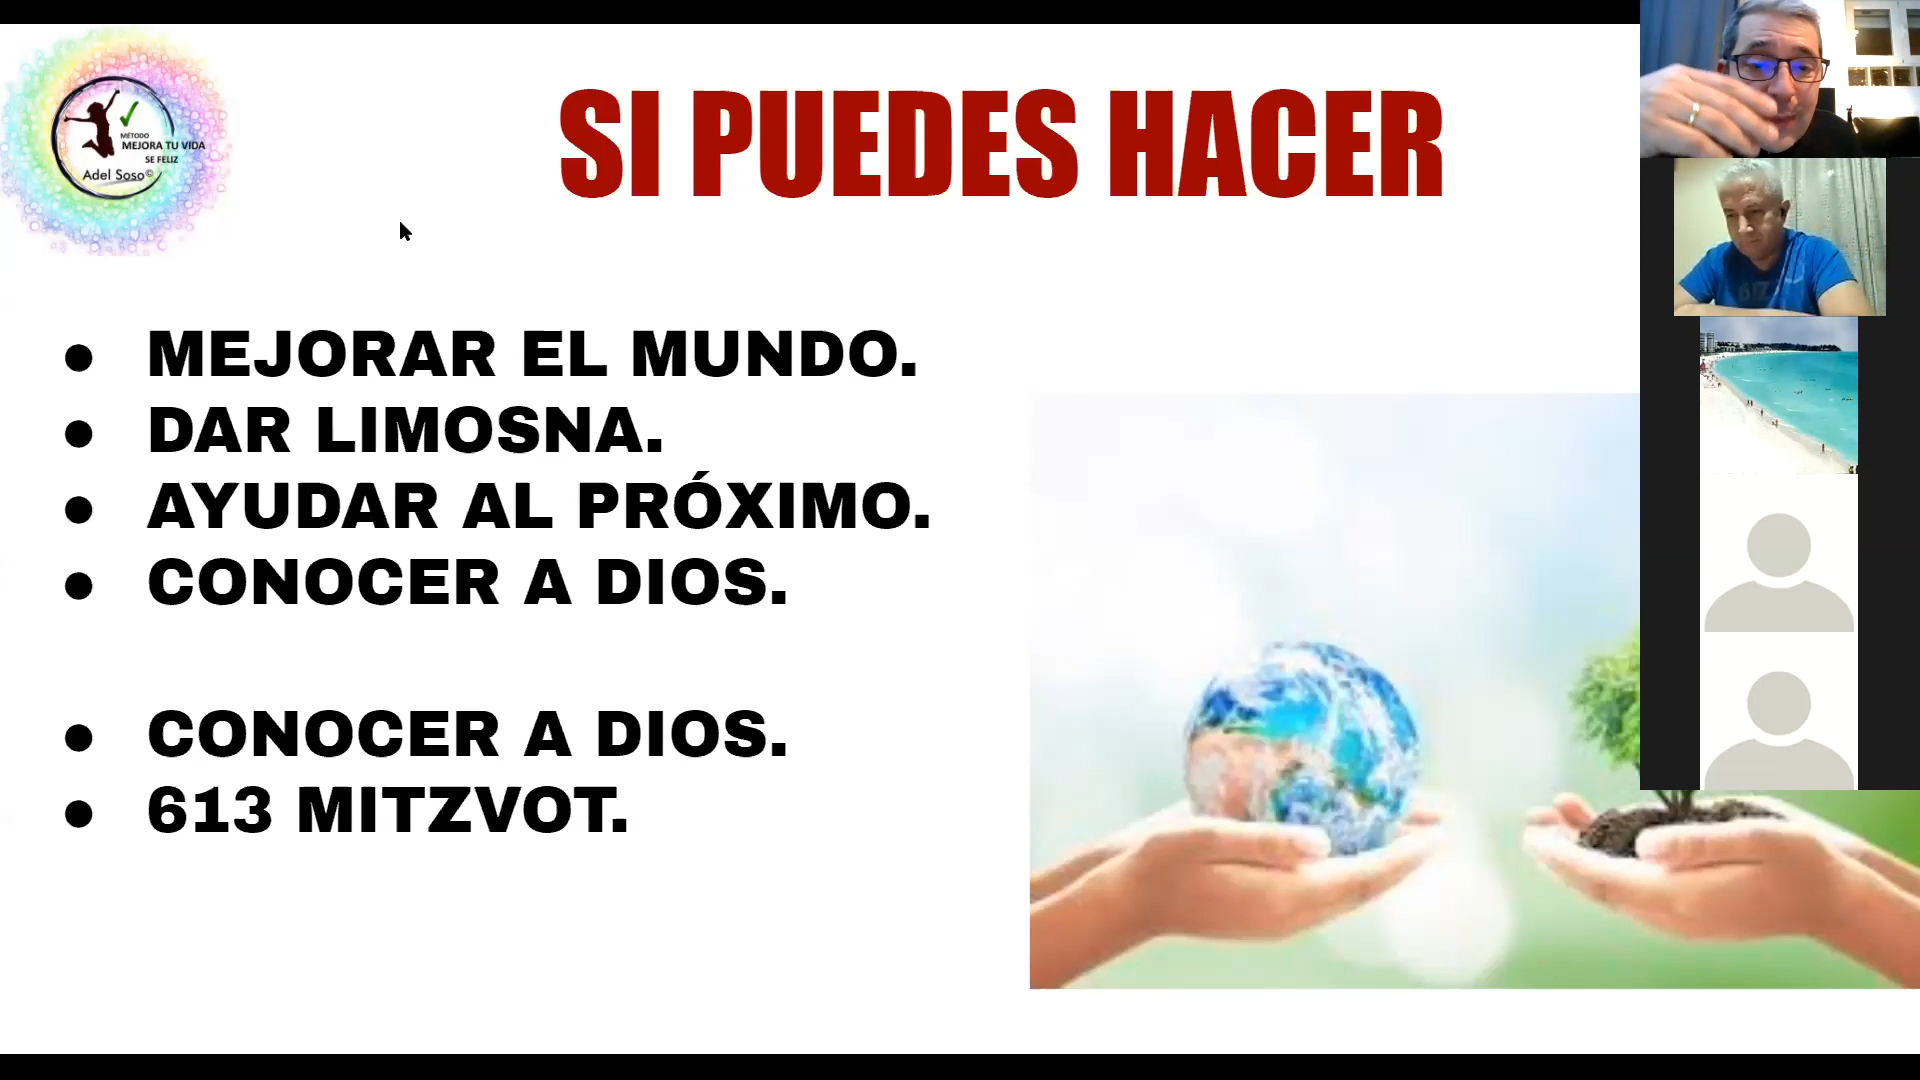 MÉTODO
MEJORA TU VIDA
SE FELIZ
Adel Soso©
SI PUEDES HACER
● MEJORAR EL MUNDO.
● DAR LIMOSNA.
● AYUDAR AL PRÓXIMO.
● CONOCER A DIOS.
● CONOCER A DIOS.
● 613 MITZVOT.